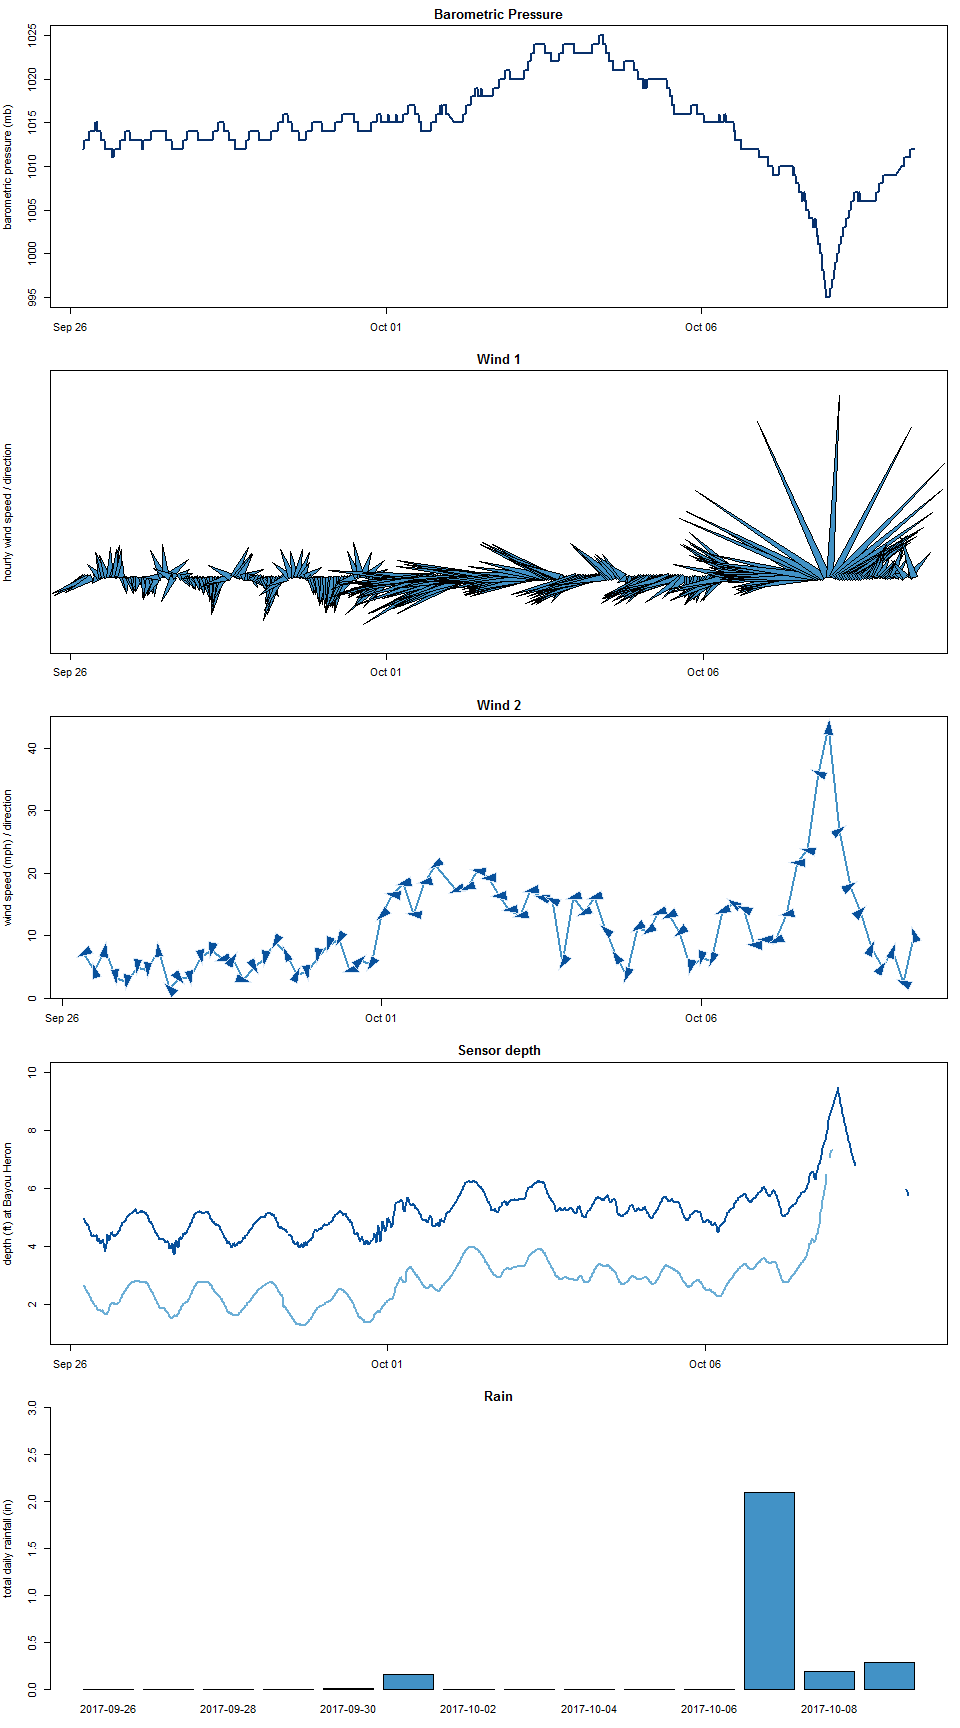 Barometric Pressure
barometric pressure (mb)
1025
1020
1015
1010
1005
1000
995
Sep 26 Oct 01 Oct 06
Wind 1
hourly wind speed / direction
Sep 26 Oct 01 Oct 06
Wind 2
wind speed (mph) / direction
40
30
20
10
0
Sep 26 Oct 01 Oct 06
Sensor depth
depth (ft) at Bayou Heron
10
8
6
4
2
Sep 26 Oct 01 Oct 06
Rain
total daily rainfall (in)
3.0
2.5
2.0
1.5
1.0
0.5
0.0
2017-09-26 2017-09-28 2017-09-30 2017-10-02 2017-10-04 2017-10-06 2017-10-08